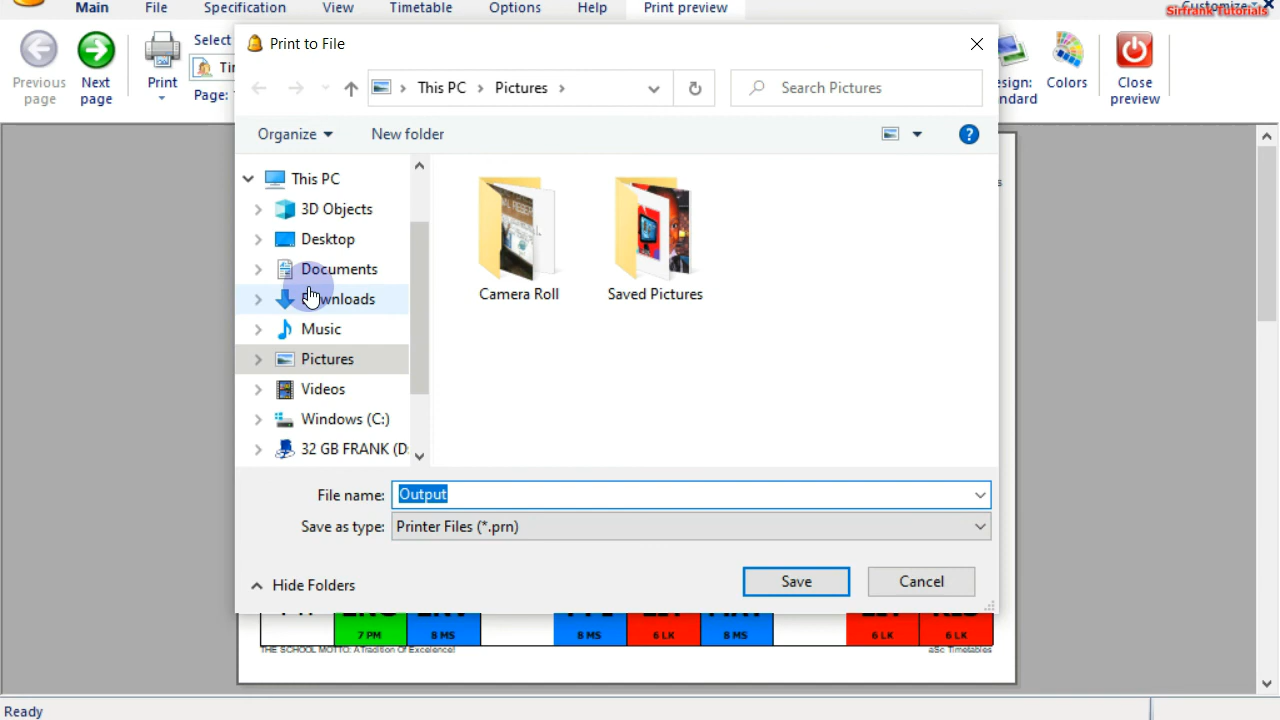 Main File Specification View Timetable Options Help Print preview
Sirfrank Tutorials
Previous page
Next page
Print
Select
Page:
Colors
Close preview
Print to File
This PC > Pictures >
Search Pictures
Organize
New folder
This PC
3D Objects
Desktop
Documents
Downloads
Music
Pictures
Videos
Windows (C:)
32 GB FRANK (D:
Camera Roll
Saved Pictures
File name: Output
Save as type: Printer Files (*.prn)
Hide Folders
Save
Cancel
7 PM 8 MS 8 MS 6 LK 8 MS 6 LK 6 LK
THE SCHOOL MOTTO: A Tradition Of Excellence!
aSc Timetables
Ready